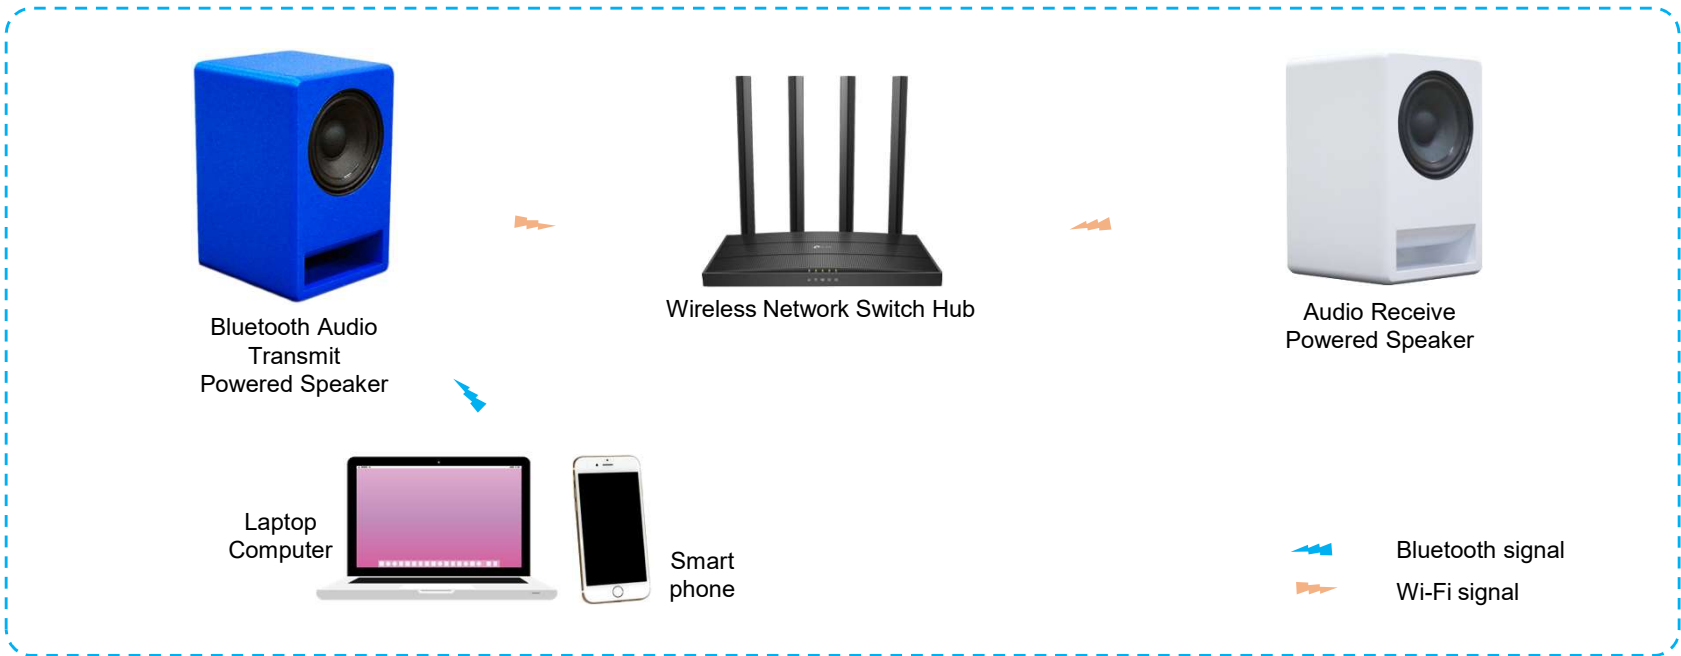 Bluetooth Audio
Transmit
Powered Speaker
Wireless Network Switch Hub
Audio Receive
Powered Speaker
Laptop
Computer
Smart
phone
Bluetooth signal
Wi-Fi signal